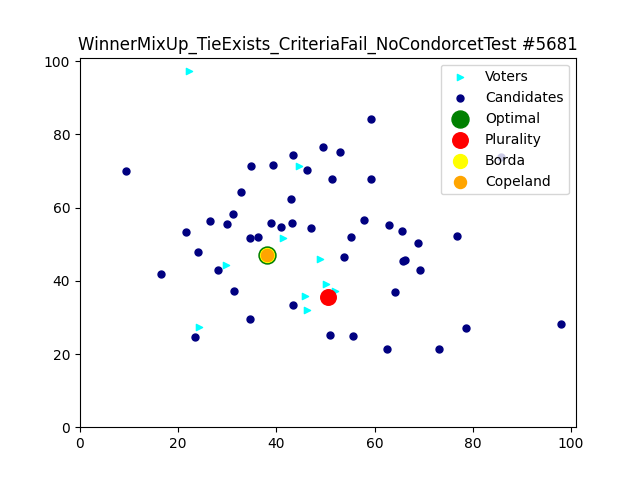 WinnerMixUp_TieExists_CriteriaFail_NoCondorcetTest #5681
100
80
60
40
20
0
0
20
40
60
80
100
Voters
Candidates
Optimal
Plurality
Borda
Copeland